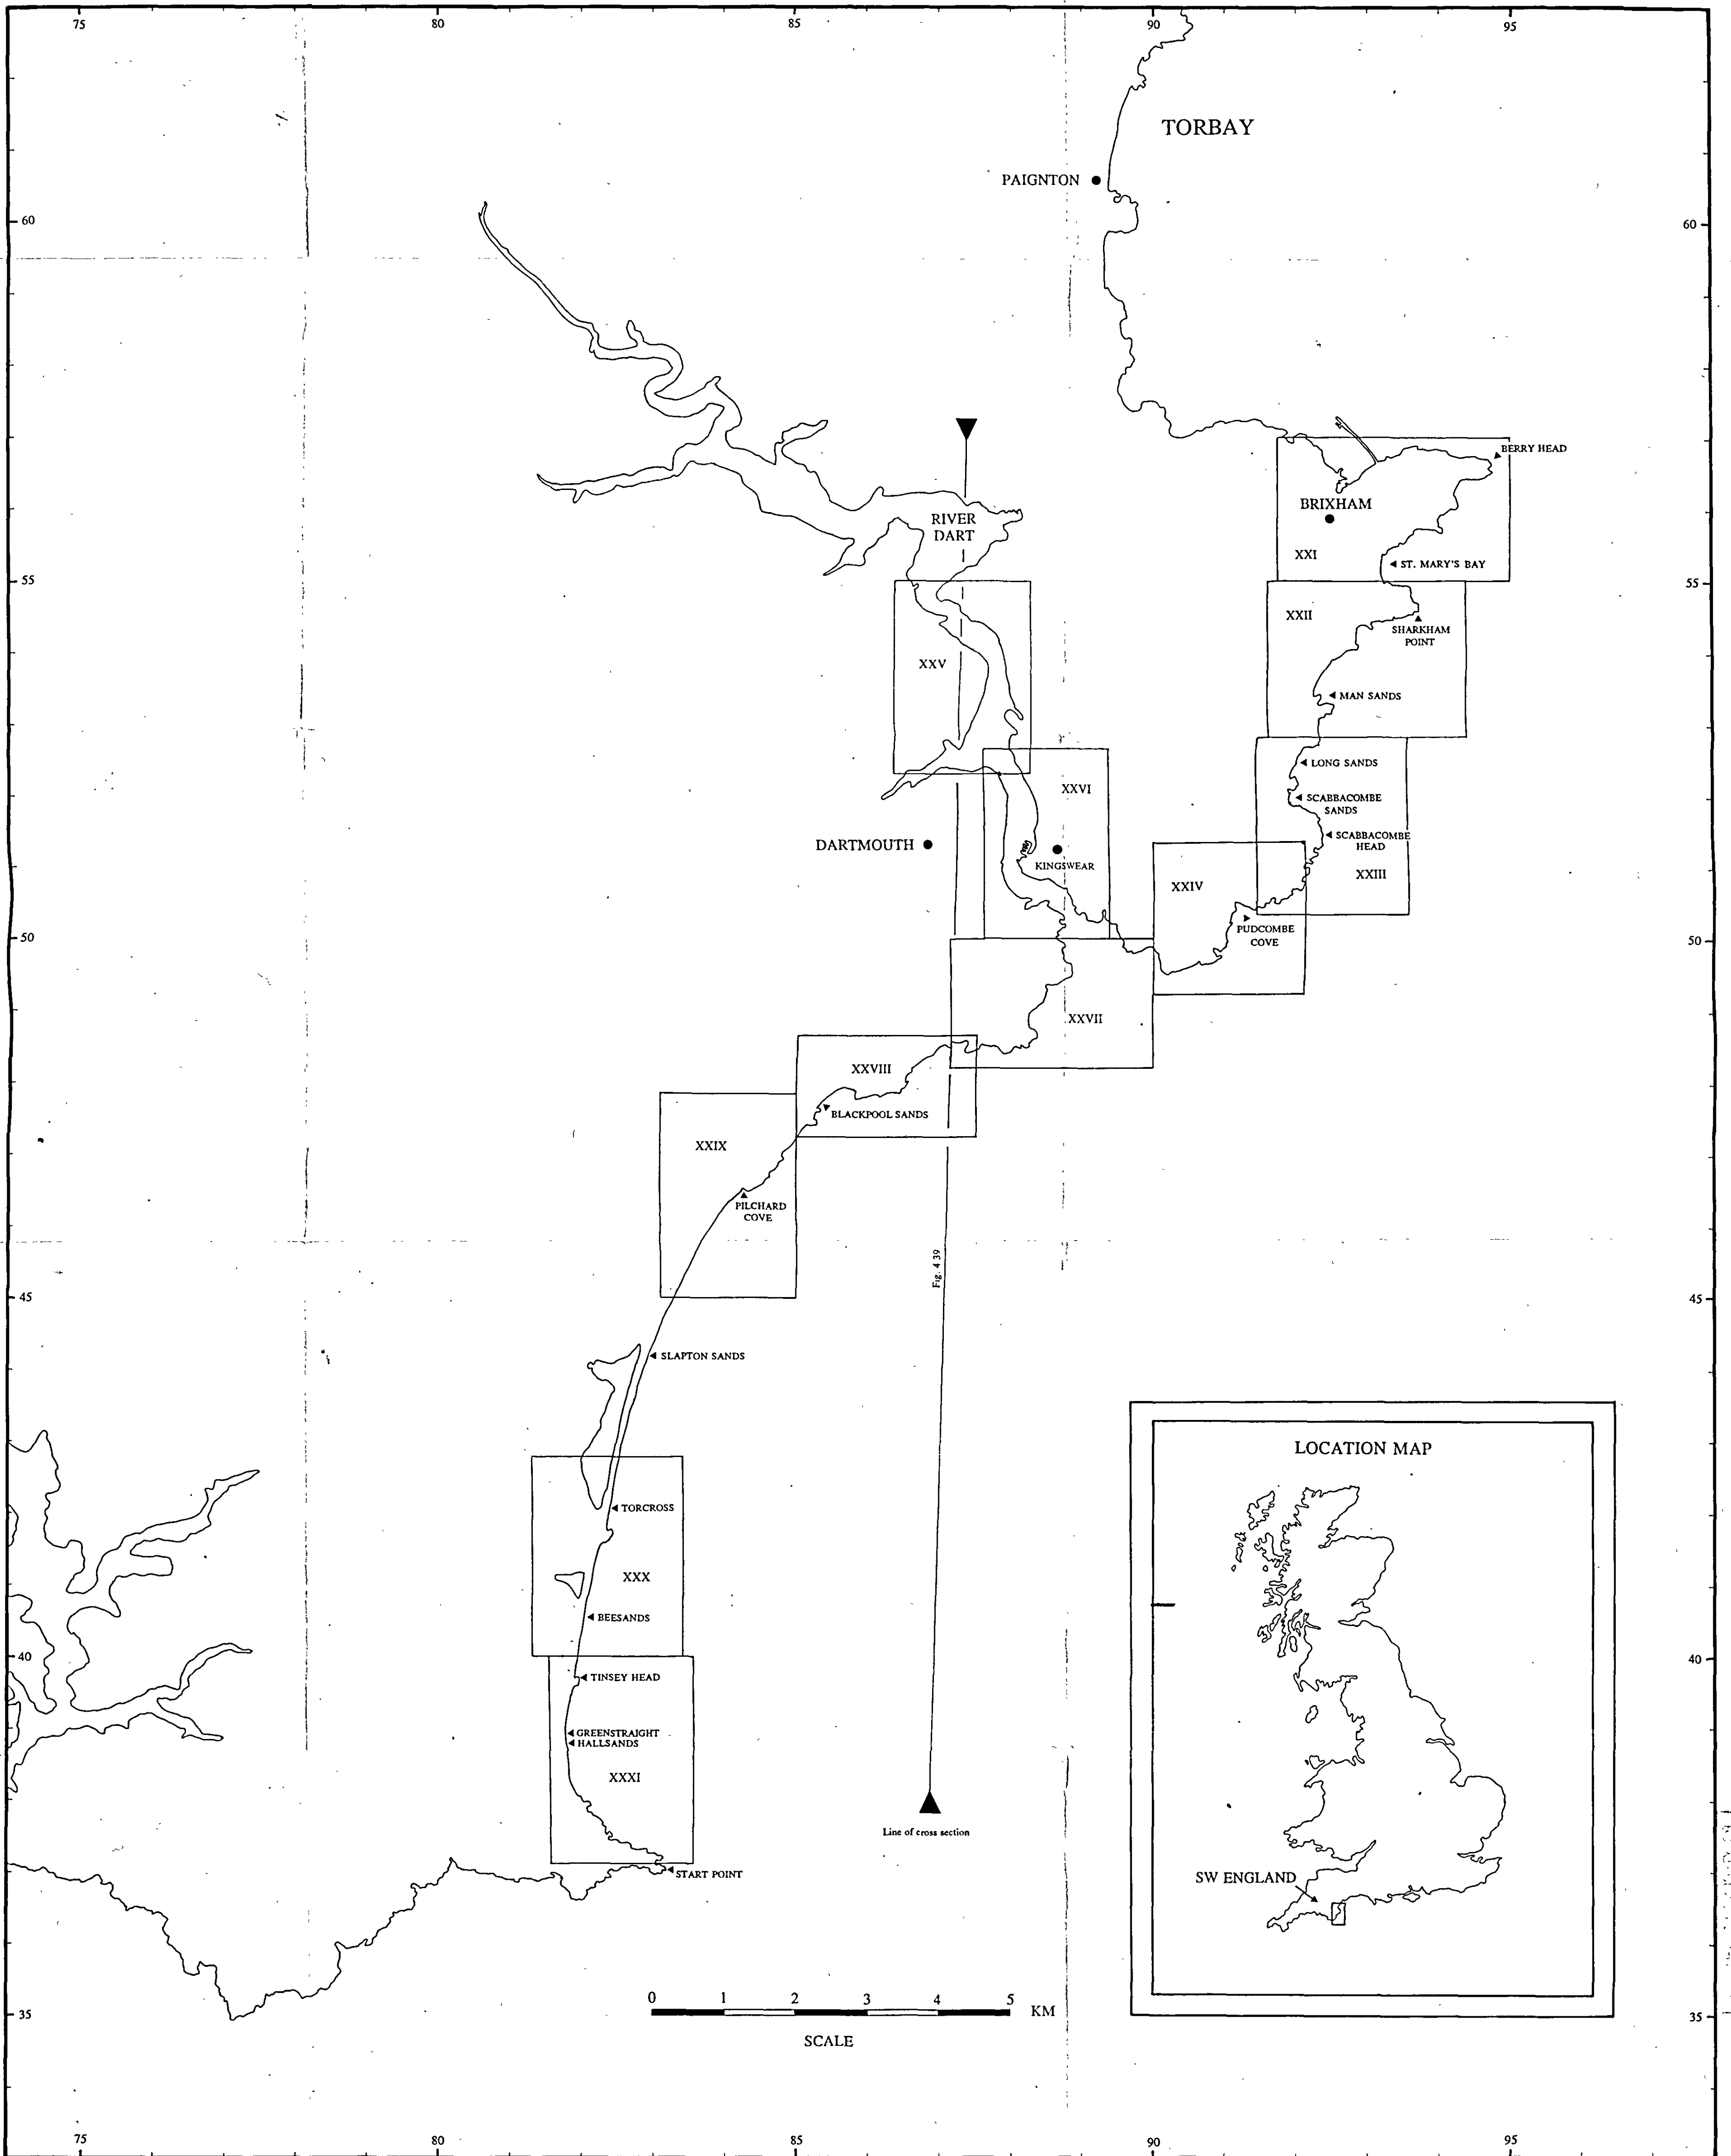 75
80
85
90
95
TORBAY
PAIGNTON
60
60
BERRY HEAD
BRIXHAM
RIVER
DART
XXI
ST. MARY'S BAY
55
55
XXII
SHARKHAM
POINT
XXV
MAN SANDS
LONG SANDS
XXVI
SCABBACOMBE
SANDS
SCABBACOMBE
HEAD
DARTMOUTH
KINGSWEAR
XXIII
XXIV
PUDCOMBE
COVE
50
50
XXVII
XXVIII
BLACKPOOL SANDS
XXIX
PILCHARD
COVE
Fig. 4 39
45
45
SLAPTON SANDS
LOCATION MAP
TORCROSS
XXX
BEESANDS
40
40
TINSEY HEAD
GREENSTRAIGHT
HALLSANDS
XXXI
Line of cross section
START POINT
SW ENGLAND
0 1 2 3 4 5 KM
SCALE
35
35
75
80
85
90
95